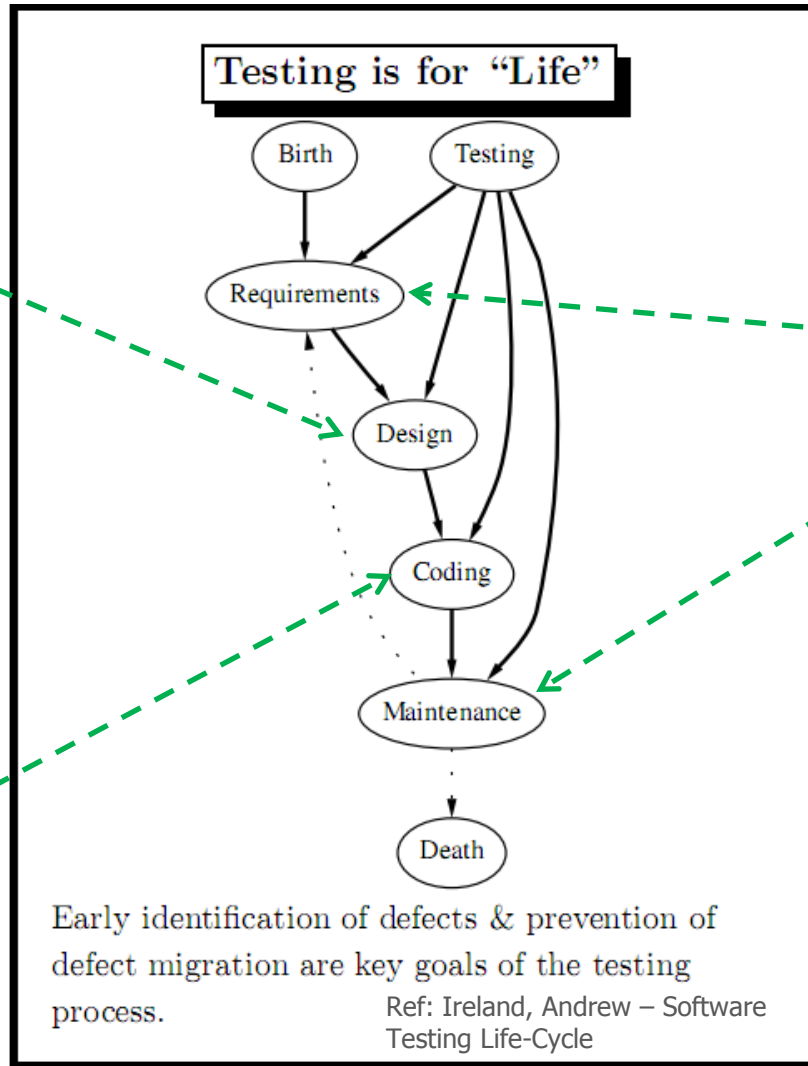 Testing is for “Life”
Birth
Testing
Requirements
Design
Coding
Maintenance
Death
Early identification of defects & prevention of
defect migration are key goals of the testing
process.
Ref: Ireland, Andrew – Software
Testing Life-Cycle